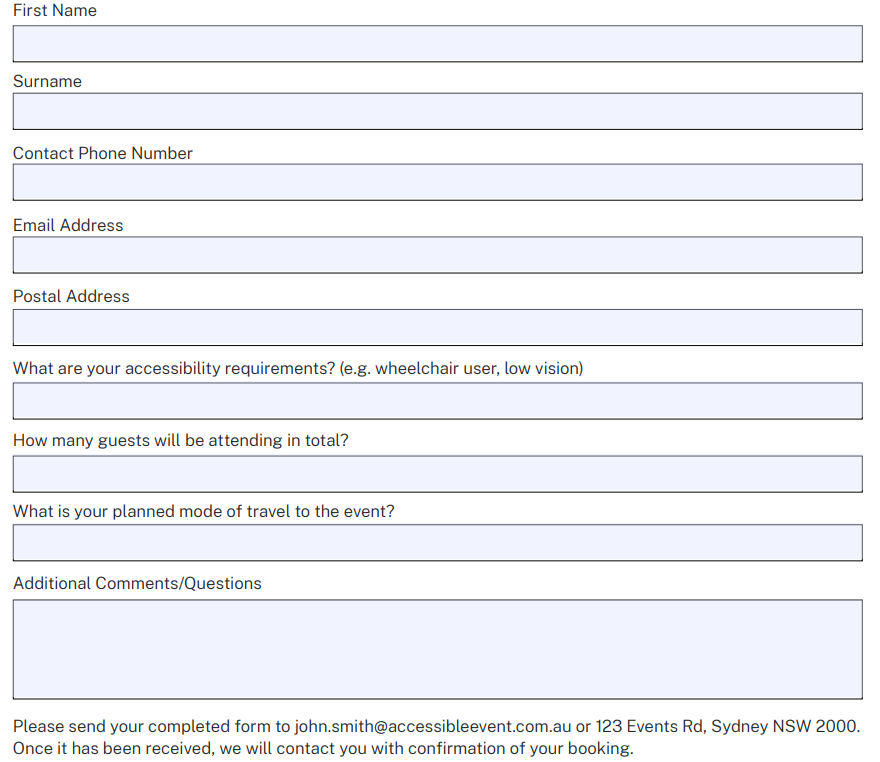 First Name
Surname
Contact Phone Number
Email Address
Postal Address
What are your accessibility requirements? (e.g. wheelchair user, low vision)
How many guests will be attending in total?
What is your planned mode of travel to the event?
Additional Comments/Questions
Please send your completed form to john.smith@accessibleevent.com.au or 123 Events Rd, Sydney NSW 2000.
Once it has been received, we will contact you with confirmation of your booking.